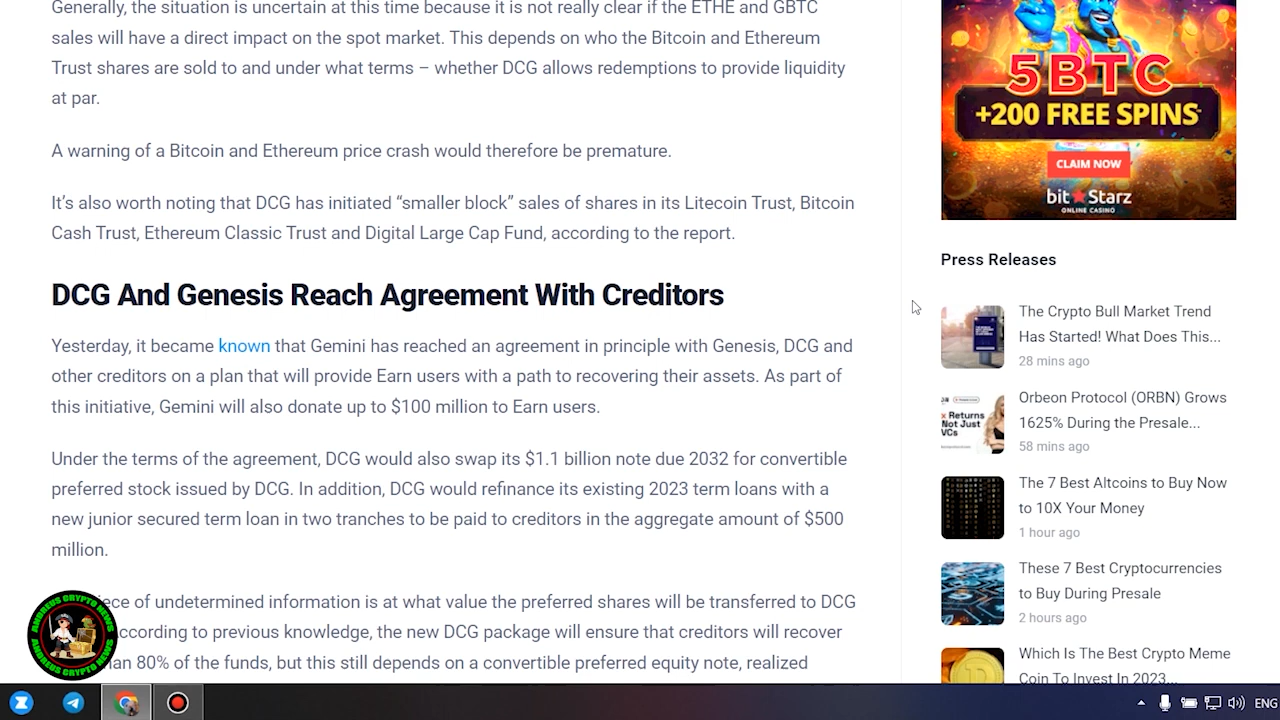 Generally, the situation is uncertain at this time because it is not really clear if the ETHE and GBTC
sales will have a direct impact on the spot market. This depends on who the Bitcoin and Ethereum
Trust shares are sold to and under what terms – whether DCG allows redemptions to provide liquidity
at par.
A warning of a Bitcoin and Ethereum price crash would therefore be premature.
It's also worth noting that DCG has initiated “smaller block” sales of shares in its Litecoin Trust, Bitcoin
Cash Trust, Ethereum Classic Trust and Digital Large Cap Fund, according to the report.
DCG And Genesis Reach Agreement With Creditors
Yesterday, it became known that Gemini has reached an agreement in principle with Genesis, DCG and
other creditors on a plan that will provide Earn users with a path to recovering their assets. As part of
this initiative, Gemini will also donate up to $100 million to Earn users.
Under the terms of the agreement, DCG would also swap its $1.1 billion note due 2032 for convertible
preferred stock issued by DCG. In addition, DCG would refinance its existing 2023 term loans with a
new junior secured term loan in two tranches to be paid to creditors in the aggregate amount of $500
million.
piece of undetermined information is at what value the preferred shares will be transferred to DCG
According to previous knowledge, the new DCG package will ensure that creditors will recover
80% of the funds, but this still depends on a convertible preferred equity note, realized
ANDREUS CRYPTO NEWS
ANDREUS CRYPTO NEWS
5BTC
+200 FREE SPINS
CLAIM NOW
bit Starz
ONLINE CASINO
Press Releases
The Crypto Bull Market Trend
Has Started! What Does This...
28 mins ago
Returns
Not Just
VCs
Orbeon Protocol (ORBN) Grows
1625% During the Presale...
58 mins ago
The 7 Best Altcoins to Buy Now
to 10X Your Money
1 hour ago
These 7 Best Cryptocurrencies
to Buy During Presale
2 hours ago
Which Is The Best Crypto Meme
Coin To Invest In 2023...
ENG